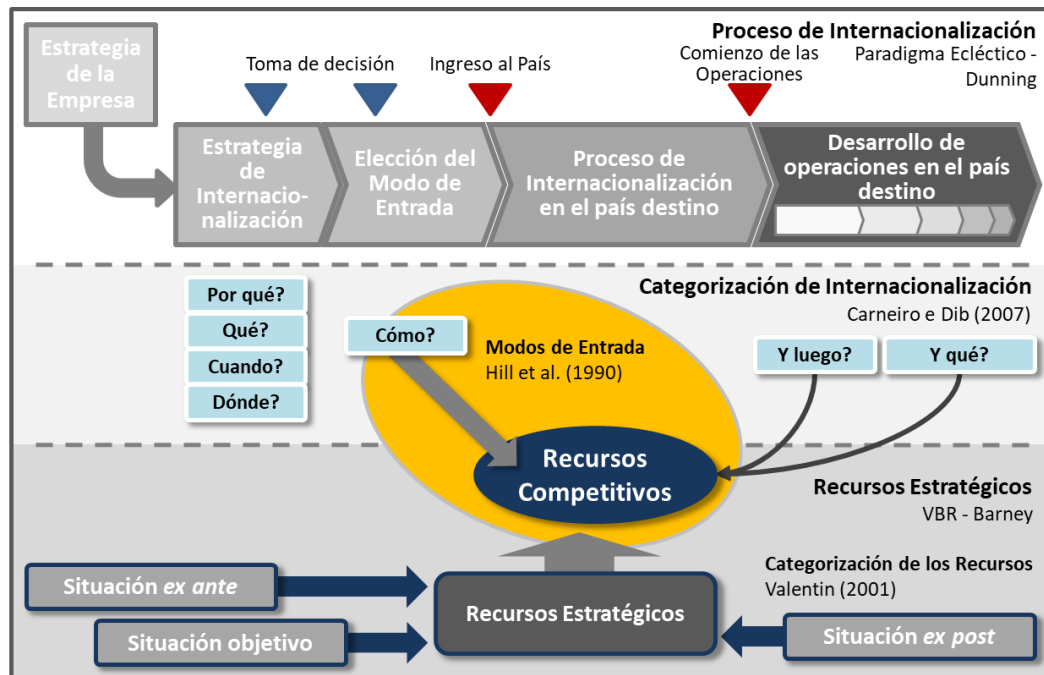 Estrategia
de la
Empresa
Toma de decisión
Ingreso al País
Comienzo de las
Operaciones
Proceso de Internacionalización
Paradigma Ecléctico -
Dunning
Estrategia
de
Internacio-
nalización
Elección del
Modo de
Entrada
Proceso de
Internacionalización
en el país destino
Desarrollo de
operaciones en el país
destino
Categorización de Internacionalización
Carneiro e Dib (2007)
Por qué?
Qué?
Cuando?
Dónde?
Cómo?
Modos de Entrada
Hill et al. (1990)
Y luego?
Y qué?
Recursos
Competitivos
Recursos Estratégicos
VBR - Barney
Categorización de los Recursos
Valentin (2001)
Situación ex ante
Situación objetivo
Recursos Estratégicos
Situación ex post